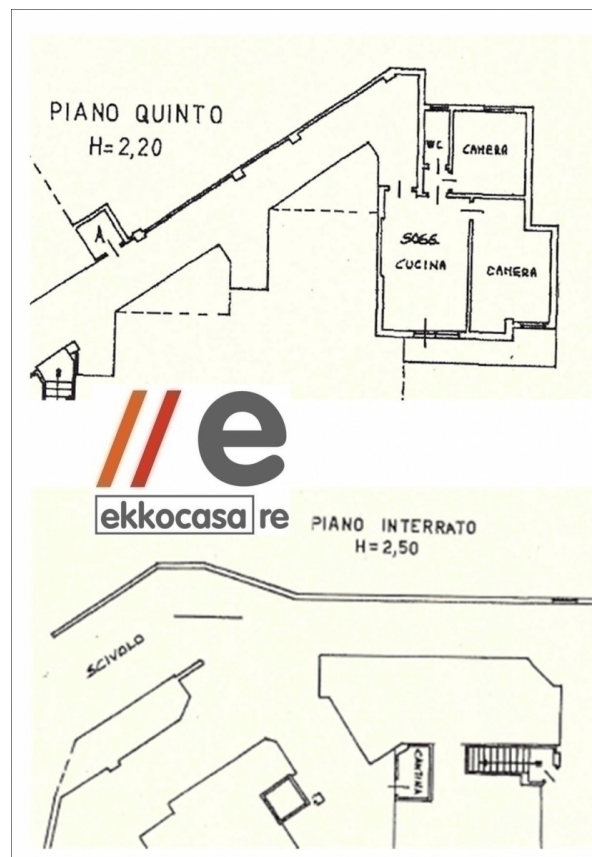 PIANO QUINTO
H=2,20
WC
CAMERA
A
SOGG.
CUCINA
CAMERA
//e
ekkocasa re
PIANO INTERRATO
H=2,50
SCIVOLO
CANTINA